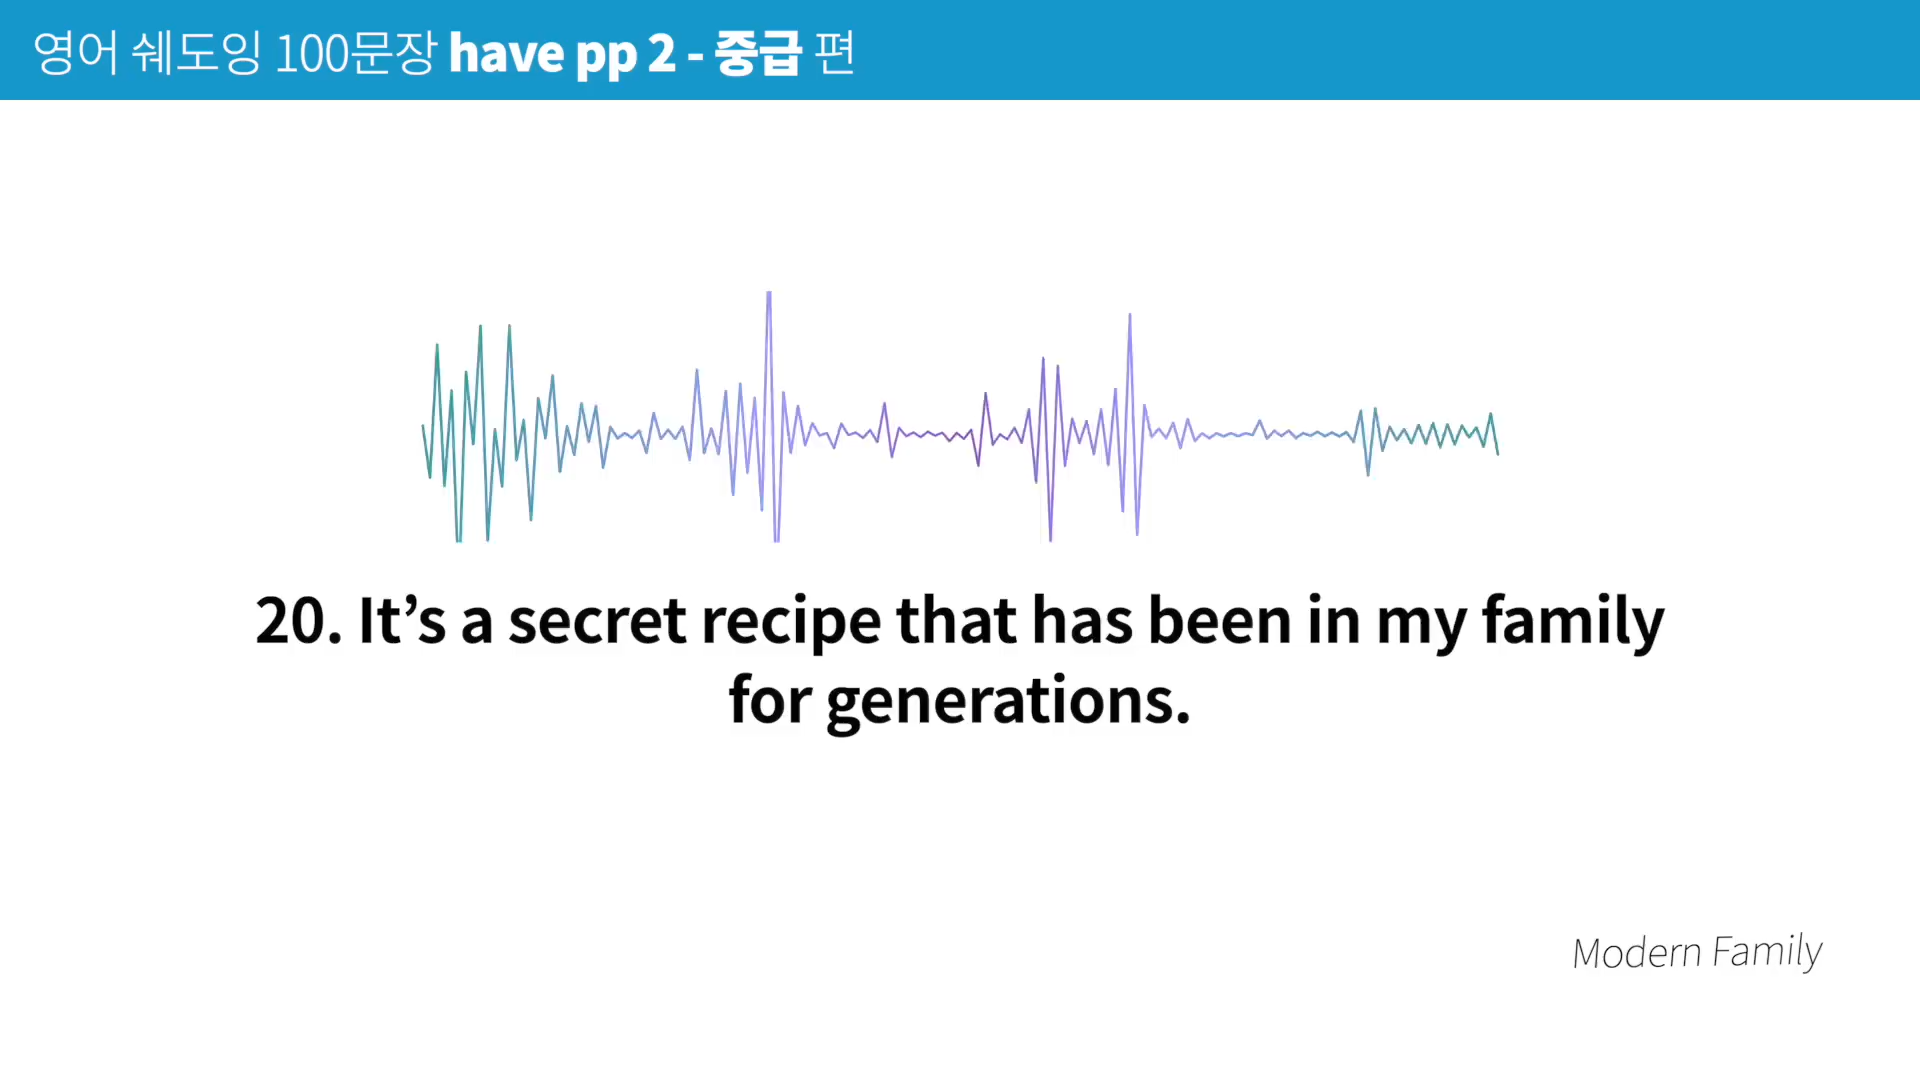 영어 쉐도잉 100문장 have pp 2 - 중급 편
20. It’s a secret recipe that has been in my family
for generations.
Modern Family